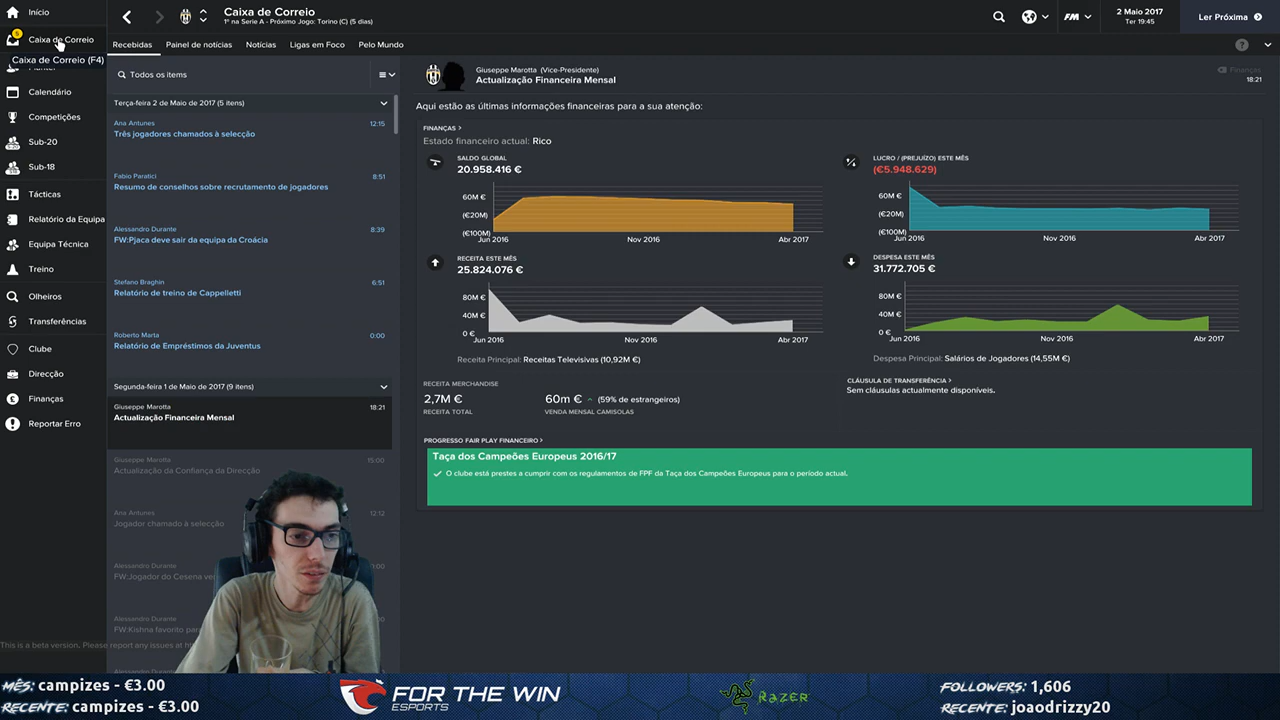 Início
Caixa de Correio
5
Caixa de Correio (F4)
Calendário
Competições
Sub-20
Sub-18
Tácticas
Relatório da Equipa
Equipa Técnica
Treino
Olheiros
Transferências
Clube
Direcção
Finanças
Reportar Erro
Caixa de Correio
1º na Serie A - Próximo Jogo: Torino (C) (5 dias)
FM
2 Maio 2017
Ter 19:45
Ler Próxima
Recebidas
Painel de notícias
Notícias
Ligas em Foco
Pelo Mundo
Todos os items
Terça-feira 2 de Maio de 2017 (5 itens)
Ana Antunes
12:15
Três jogadores chamados à selecção
Fabio Paratici
8:51
Resumo de conselhos sobre recrutamento de jogadores
Alessandro Durante
8:39
FW:Pjaca deve sair da equipa da Croácia
Stefano Braghin
6:51
Relatório de treino de Cappelletti
Roberto Marta
0:00
Relatório de Empréstimos da Juventus
Segunda-feira 1 de Maio de 2017 (9 itens)
Giuseppe Marotta
18:21
Actualização Financeira Mensal
Giuseppe Marotta
15:00
Actualização da Confiança da Direcção
Ana Antunes
12:12
Jogador chamado à selecção
Alessandro Durante
FW:Jogador do Cesena
Alessandro Durante
FW:Kishna favorito
This is a beta version. Please report any issues at
Giuseppe Marotta (Vice-Presidente)
Actualização Financeira Mensal
Finanças
18:21
Aqui estão as últimas informações financeiras para a sua atenção:
FINANÇAS >
Estado financeiro actual: Rico
SALDO GLOBAL
20.958.416 €
60M €
(€20M)
(€100M)
Jun 2016
Nov 2016
Abr 2017
LUCRO / (PREJUÍZO) ESTE MÊS
(€5.948.629)
60M €
(€20M)
(€100M)
Jun 2016
Nov 2016
Abr 2017
RECEITA ESTE MÊS
25.824.076 €
80M €
40M €
0 €
Jun 2016
Nov 2016
Abr 2017
Receita Principal: Receitas Televisivas (10,92M €)
DESPESA ESTE MÊS
31.772.705 €
80M €
40M €
0 €
Jun 2016
Nov 2016
Abr 2017
Despesa Principal: Salários de Jogadores (14,55M €)
RECEITA MERCHANDISE
2,7M €
RECEITA TOTAL
60m € (59% de estrangeiros)
VENDA MENSAL CAMISOLAS
CLÁUSULA DE TRANSFERÊNCIA >
Sem cláusulas actualmente disponíveis.
PROGRESSO FAIR PLAY FINANCEIRO >
Taça dos Campeões Europeus 2016/17
O clube está prestes a cumprir com os regulamentos de FPF da Taça dos Campeões Europeus para o período actual.
MÊS: campizes - €3.00
RECENTE: campizes - €3.00
FOR THE WIN
ESPORTS
RAZER
FOLLOWERS: 1,606
RECENTE: joaodrizzy20